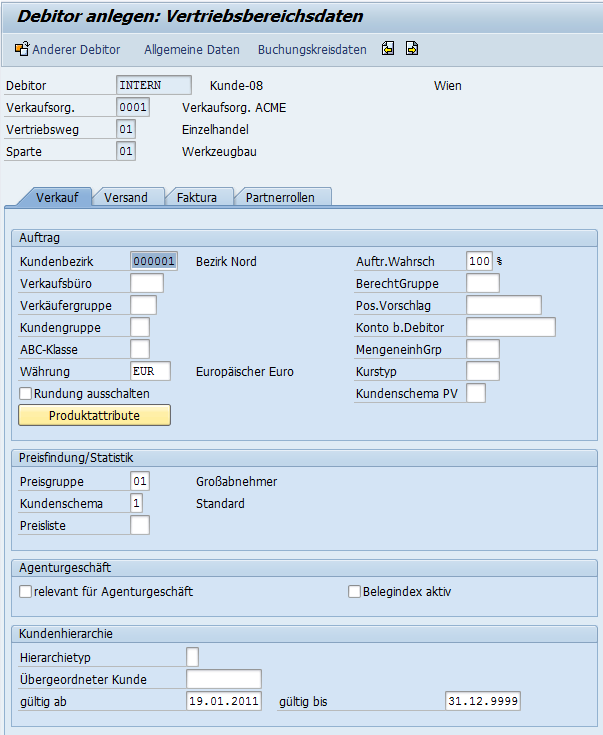 Debitor anlegen: Vertriebsbereichsdaten
Anderer Debitor Allgemeine Daten Buchungskreisdaten
Debitor INTERN Kunde-08 Wien
Verkaufsorg. 0001 Verkaufsorg. ACME
Vertriebsweg 01 Einzelhandel
Sparte 01 Werkzeugbau
Verkauf Versand Faktura Partnerrollen
Auftrag
Kundenbezirk 000001 Bezirk Nord Auftr.Wahrsch 100 %
Verkaufsbüro BerechtGruppe
Verkäufergruppe Pos.Vorschlag
Kundengruppe Konto b.Debitor
ABC-Klasse MengeneinhGrp
Währung EUR Europäischer Euro Kurstyp
Rundung ausschalten Kundenschema PV
Produktattribute
Preisfindung/Statistik
Preisgruppe 01 Großabnehmer
Kundenschema 1 Standard
Preisliste
Agenturgeschäft
relevant für Agenturgeschäft Belegindex aktiv
Kundenhierarchie
Hierarchietyp
Übergeordneter Kunde
gültig ab 19.01.2011 gültig bis 31.12.9999